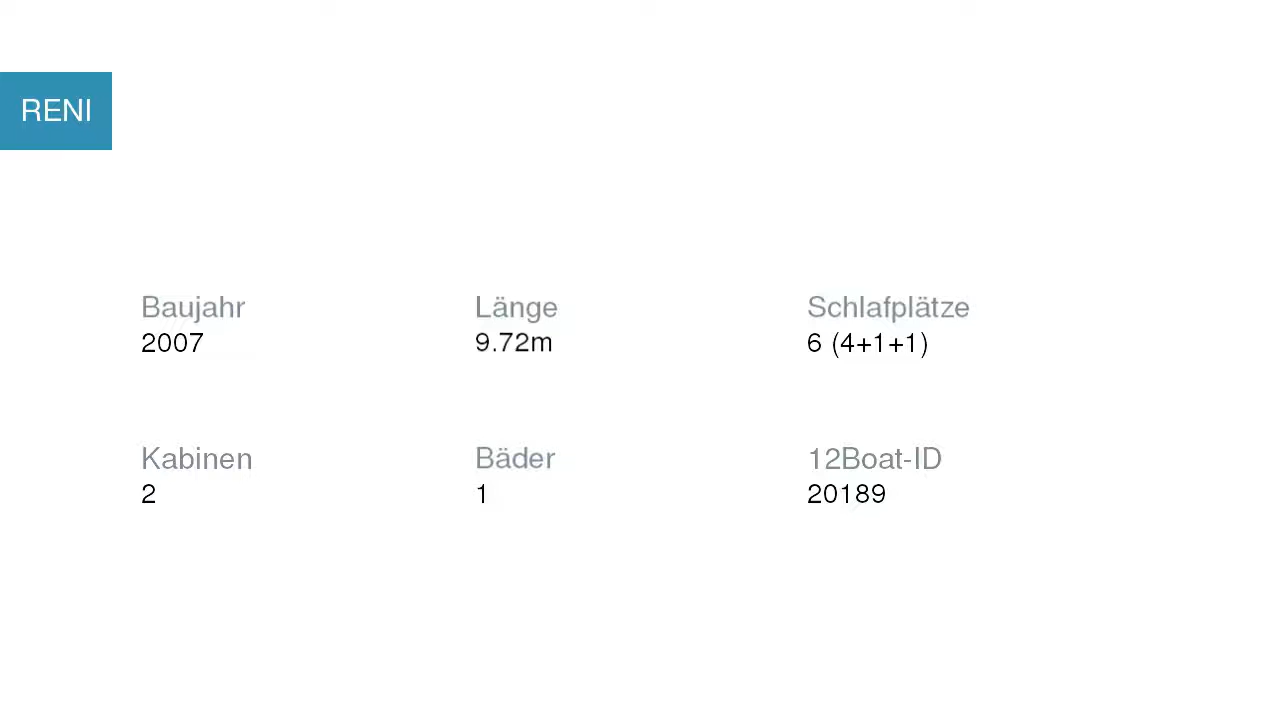 RENI
Baujahr
2007
Länge
9.72m
Schlafplätze
6 (4+1+1)
Kabinen
2
Bäder
1
12Boat-ID
20189